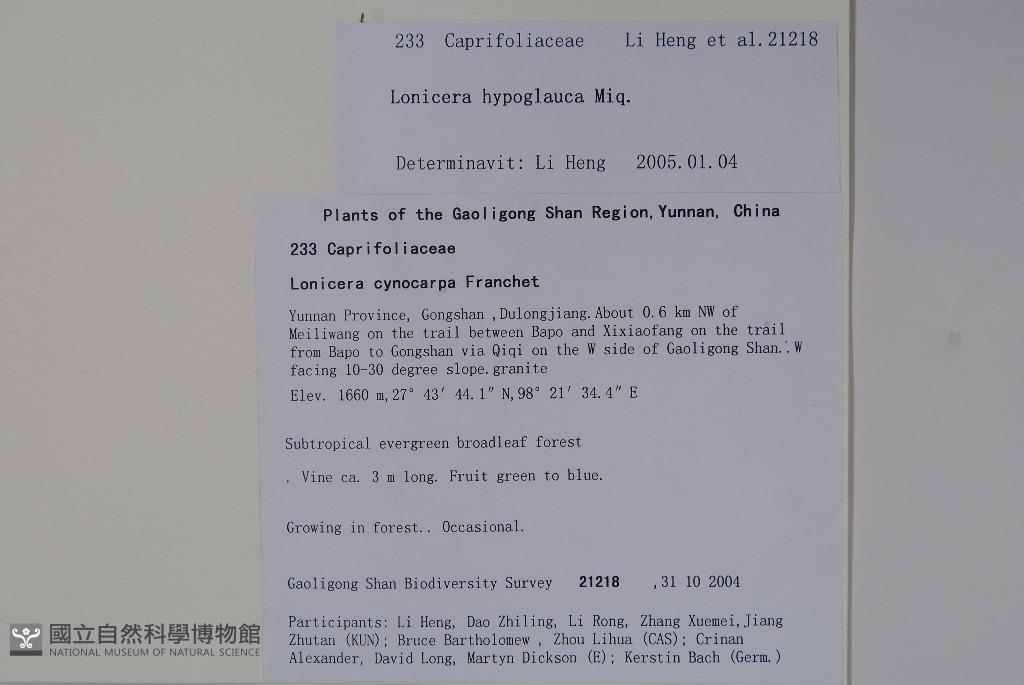 233 Caprifoliaceae Li Heng et al.21218
Lonicera hypoglauca Miq.
Determinavit: Li Heng 2005.01.04
Plants of the Gaoligong Shan Region,Yunnan, China
233 Caprifoliaceae
Lonicera cynocarpa Franchet
Yunnan Province, Gongshan ,Dulongjiang.About 0.6 km NW of
Meiliwang on the trail between Bapo and Xixiaofang on the trail
from Bapo to Gongshan via Qiqi on the W side of Gaoligong Shan.:W
facing 10-30 degree slope.granite
Elev. 1660 m,27° 43′ 44.1″ N,98° 21′ 34.4″ E
Subtropical evergreen broadleaf forest
. Vine ca. 3 m long. Fruit green to blue.
Growing in forest.. Occasional.
Gaoligong Shan Biodiversity Survey 21218 ,31 10 2004
Participants: Li Heng, Dao Zhiling, Li Rong, Zhang Xuemei,Jiang
Zhutan (KUN); Bruce Bartholomew , Zhou Lihua (CAS); Crinan
Alexander, David Long, Martyn Dickson (E); Kerstin Bach (Germ.)
國立自然科學博物館
NATIONAL MUSEUM OF NATURAL SCIENCE